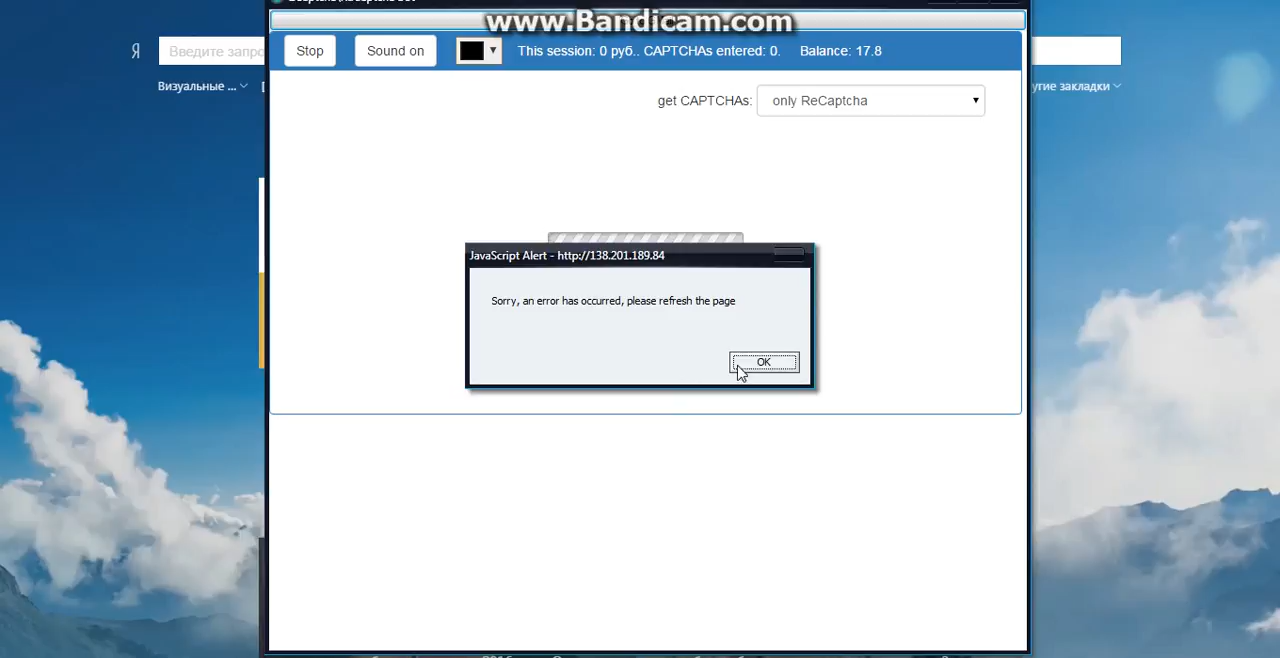 www.Bandicam.com
Я
Введите запро
Визуальные ...
Stop
Sound on
This session: 0 руб.. CAPTCHAs entered: 0.
Balance: 17.8
угие закладки
get CAPTCHAs:
only ReCaptcha
JavaScript Alert - http://138.201.189.84
Sorry, an error has occurred, please refresh the page
OK